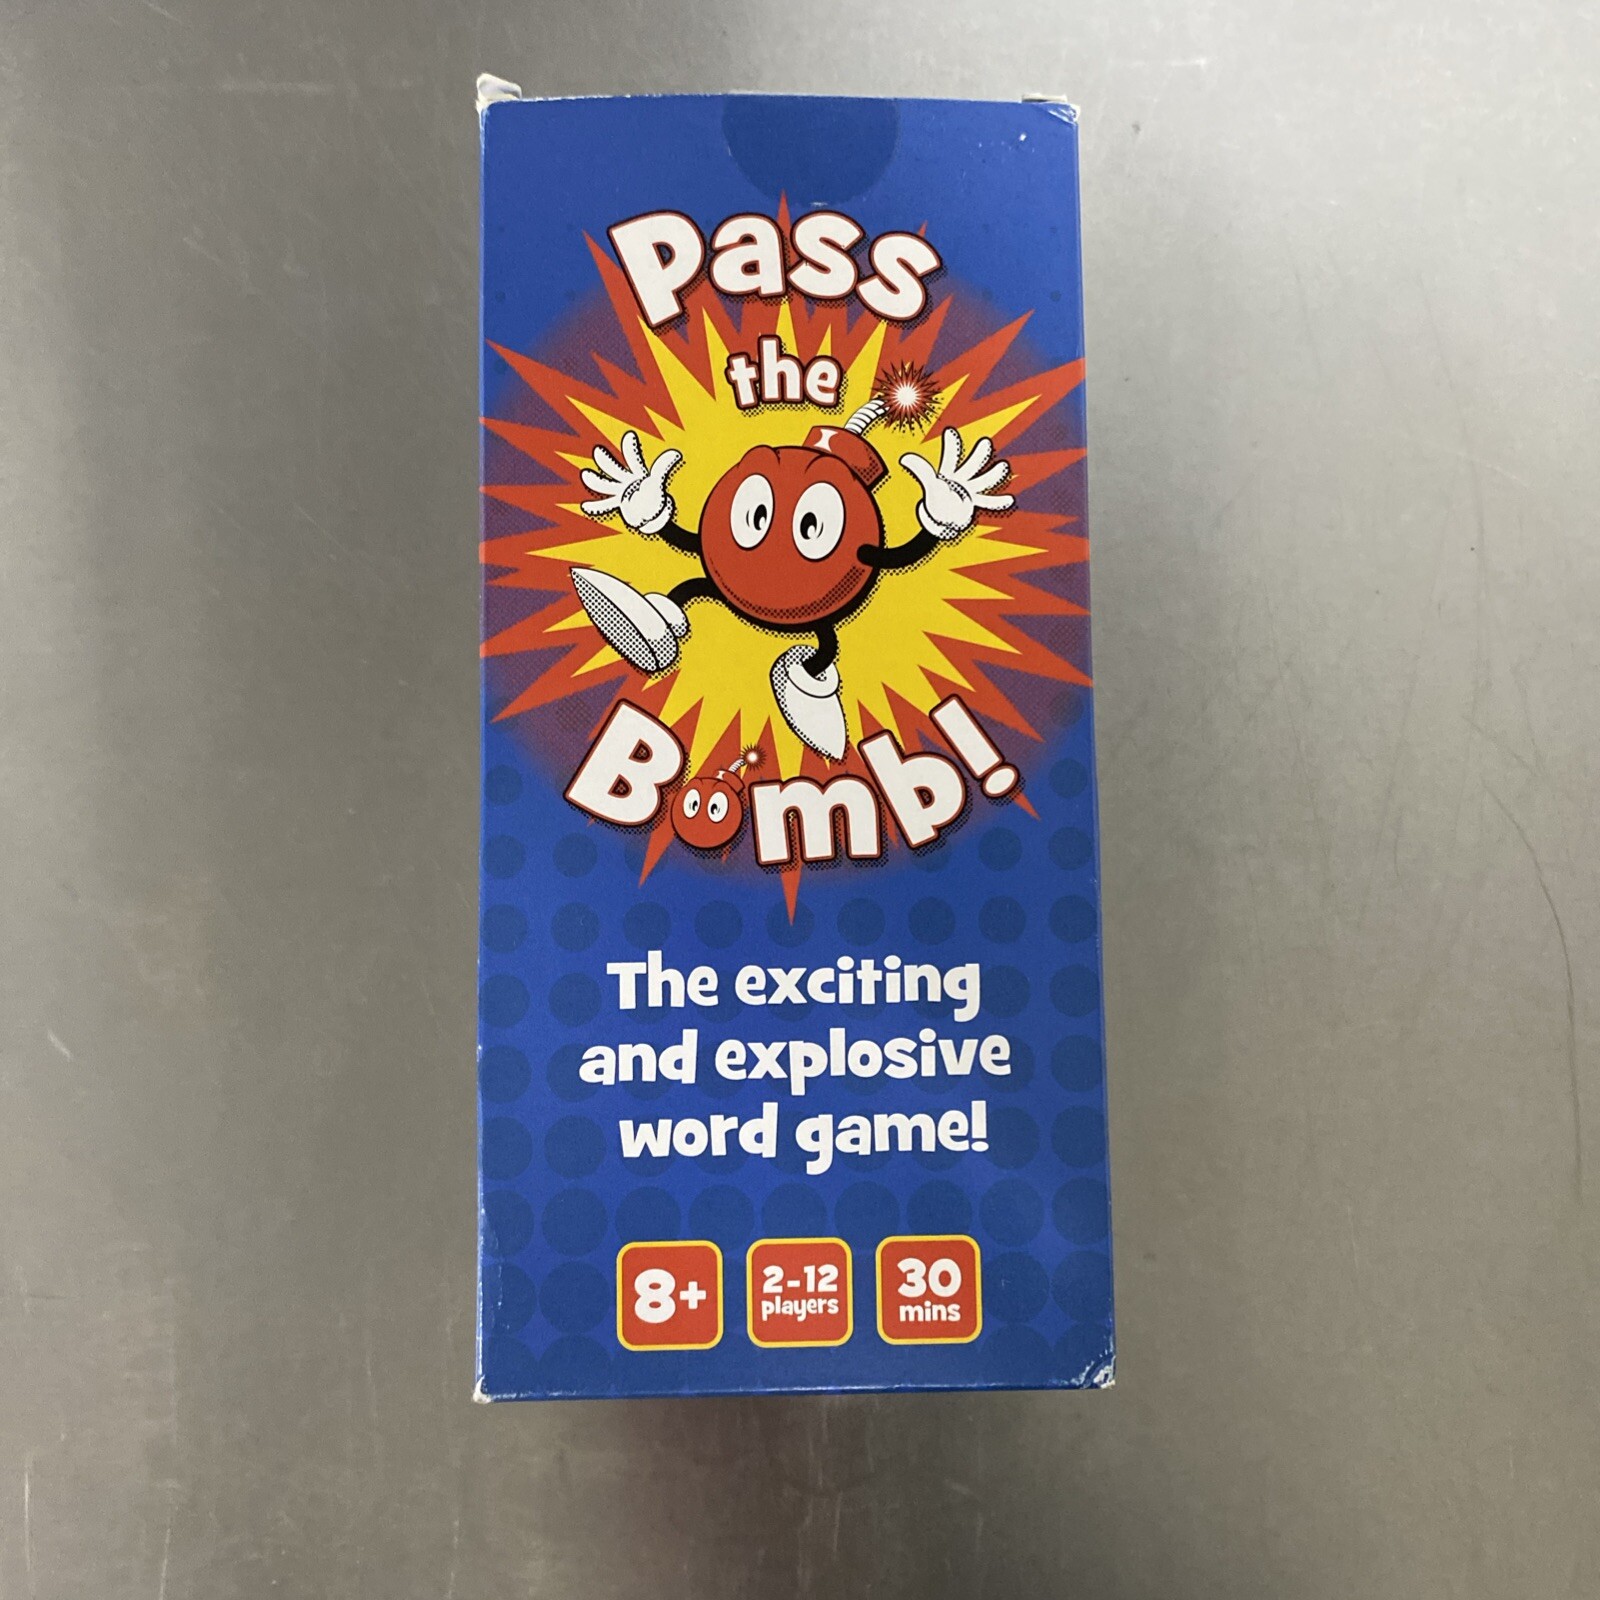 Pass
the
Bomb!
The exciting
and explosive
word game!
8+
2-12
players
30
mins